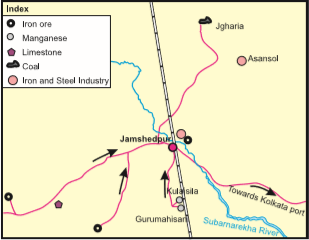 Index
Iron ore
Manganese
Limestone
Coal
Iron and Steel Industry
Jgharia
Asansol
Jamshedpur
Kulaisila
Towards Kolkata port
Gurumahisani
Subarnarekha River